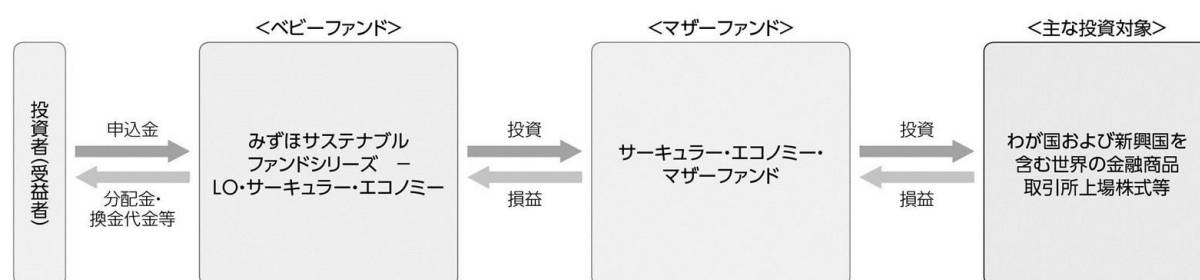 <ベビーファンド>
<マザーファンド>
<主な投資対象>
投資者(受益者)
申込金
分配金・
換金代金等
みずほサステナブル
ファンドシリーズ －
LO・サーキュラー・エコノミー
投資
損益
サーキュラー・エコノミー・
マザーファンド
投資
損益
わが国および新興国を
含む世界の金融商品
取引所上場株式等